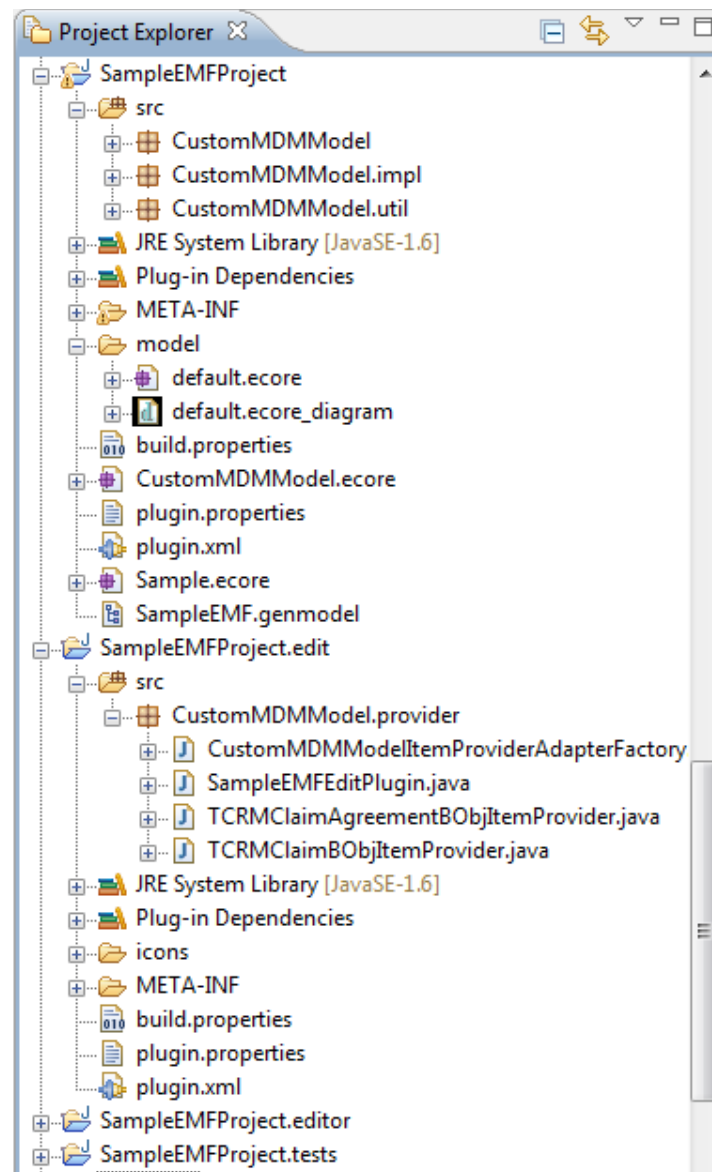 Project Explorer
SampleEMFProject
src
CustomMDMModel
CustomMDMModel.impl
CustomMDMModel.util
JRE System Library [JavaSE-1.6]
Plug-in Dependencies
META-INF
model
default.ecore
default.ecore_diagram
build.properties
CustomMDMModel.ecore
plugin.properties
plugin.xml
Sample.ecore
SampleEMF.genmodel
SampleEMFProject.edit
src
CustomMDMModel.provider
CustomMDMModelItemProviderAdapterFactory
SampleEMFEditPlugin.java
TCRMClaimAgreementBObjItemProvider.java
TCRMClaimBObjItemProvider.java
JRE System Library [JavaSE-1.6]
Plug-in Dependencies
icons
META-INF
build.properties
plugin.properties
plugin.xml
SampleEMFProject.editor
SampleEMFProject.tests